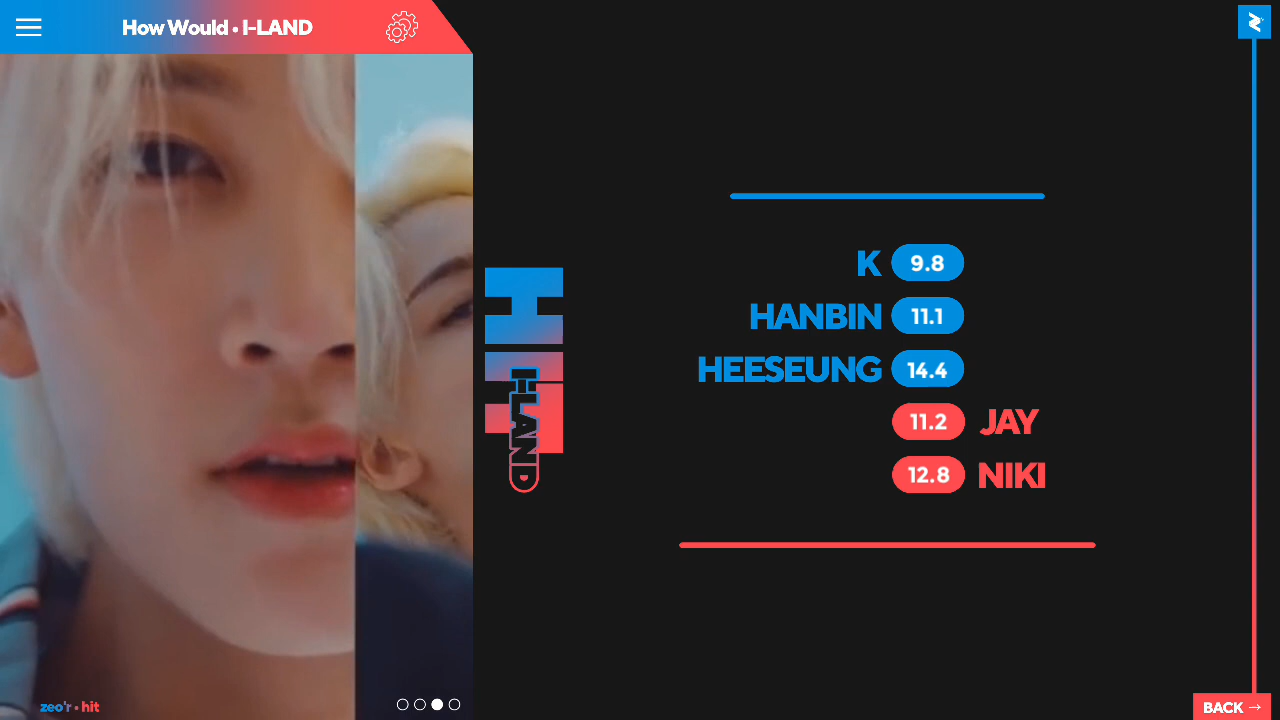 How Would • I-LAND
HIT
I-LAND
K 9.8
HANBIN 11.1
HEESEUNG 14.4
11.2 JAY
12.8 NIKI
zeo'r • hit
BACK →